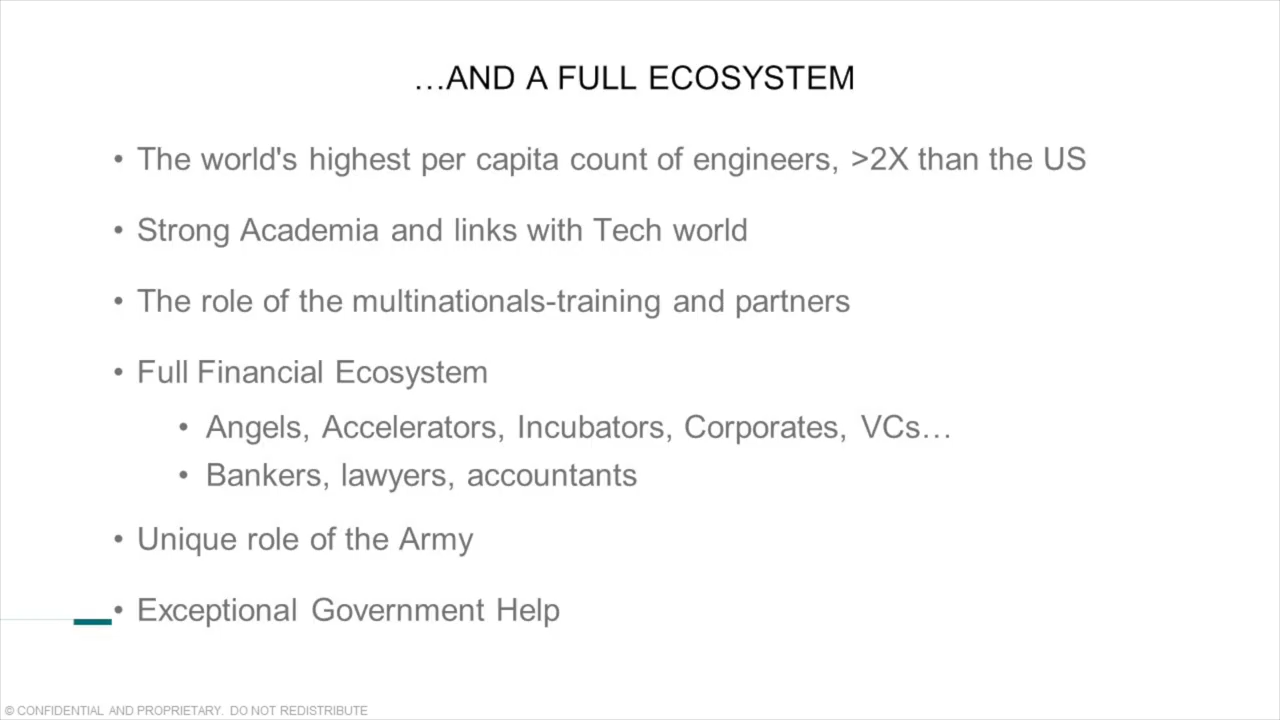 …AND A FULL ECOSYSTEM
• The world's highest per capita count of engineers, >2X than the US
• Strong Academia and links with Tech world
• The role of the multinationals-training and partners
• Full Financial Ecosystem
• Angels, Accelerators, Incubators, Corporates, VCs…
• Bankers, lawyers, accountants
• Unique role of the Army
• Exceptional Government Help
© CONFIDENTIAL AND PROPRIETARY. DO NOT REDISTRIBUTE